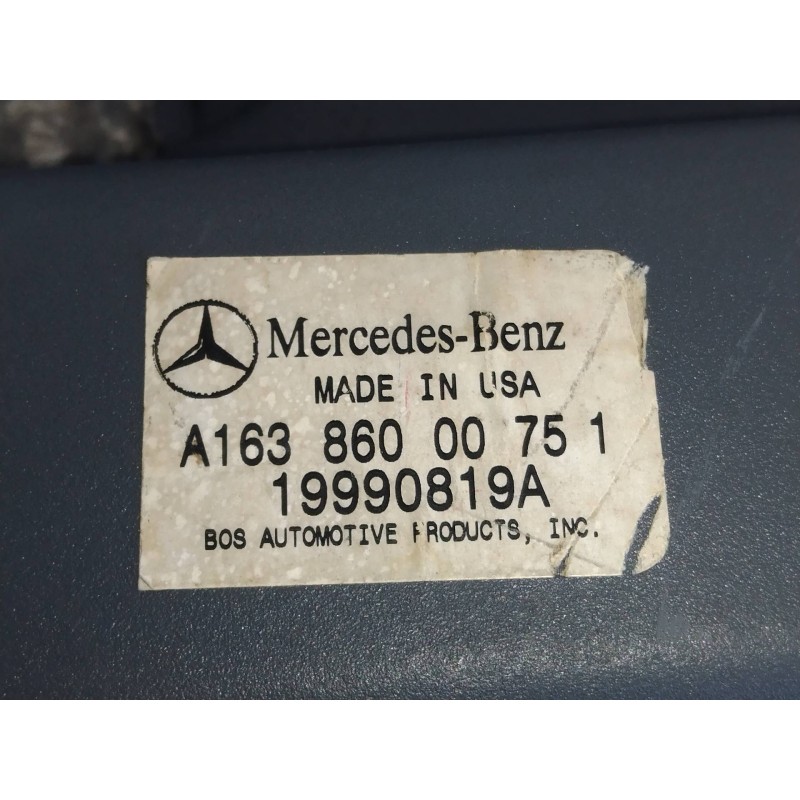 Mercedes-Benz
MADE IN USA
A163 860 00 75 1
19990819A
BOS AUTOMOTIVE PRODUCTS, INC.